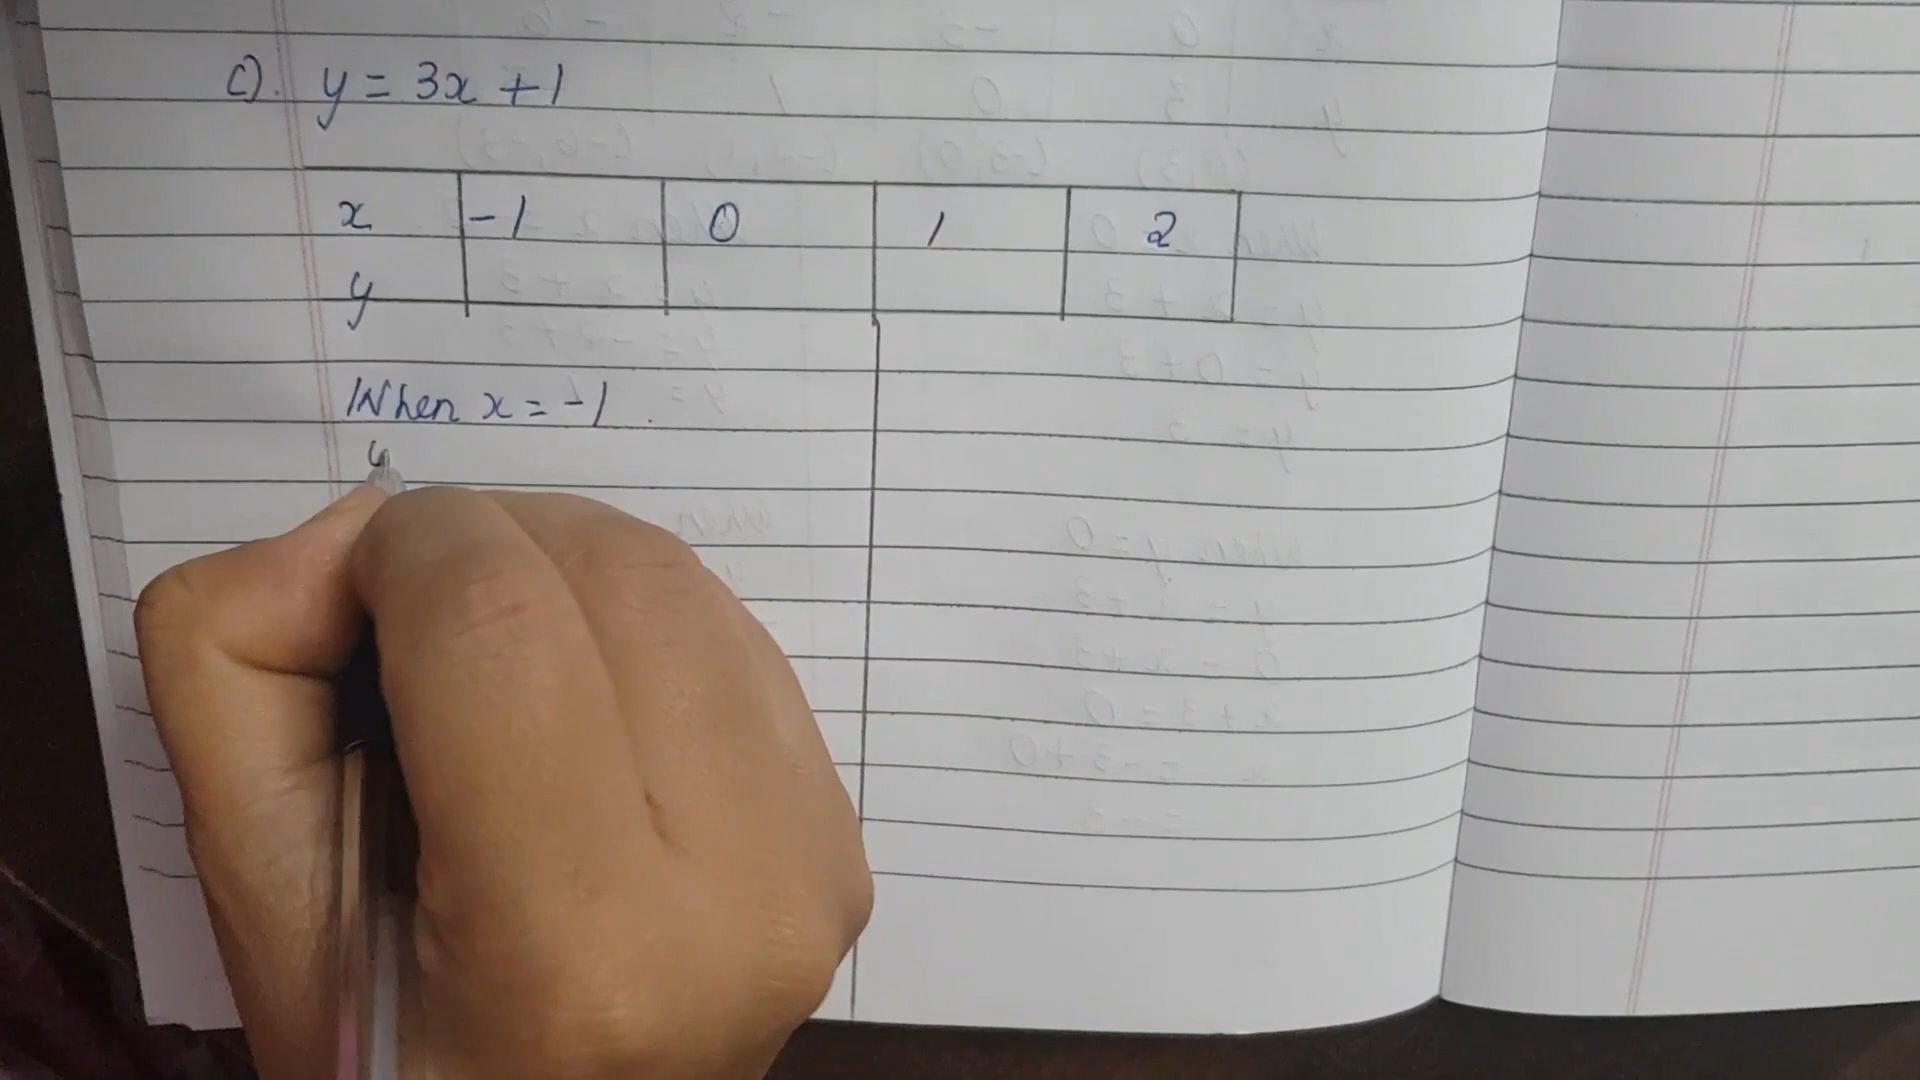 c). y = 3x + 1
x -1 0 1 2
y
When x = -1
y